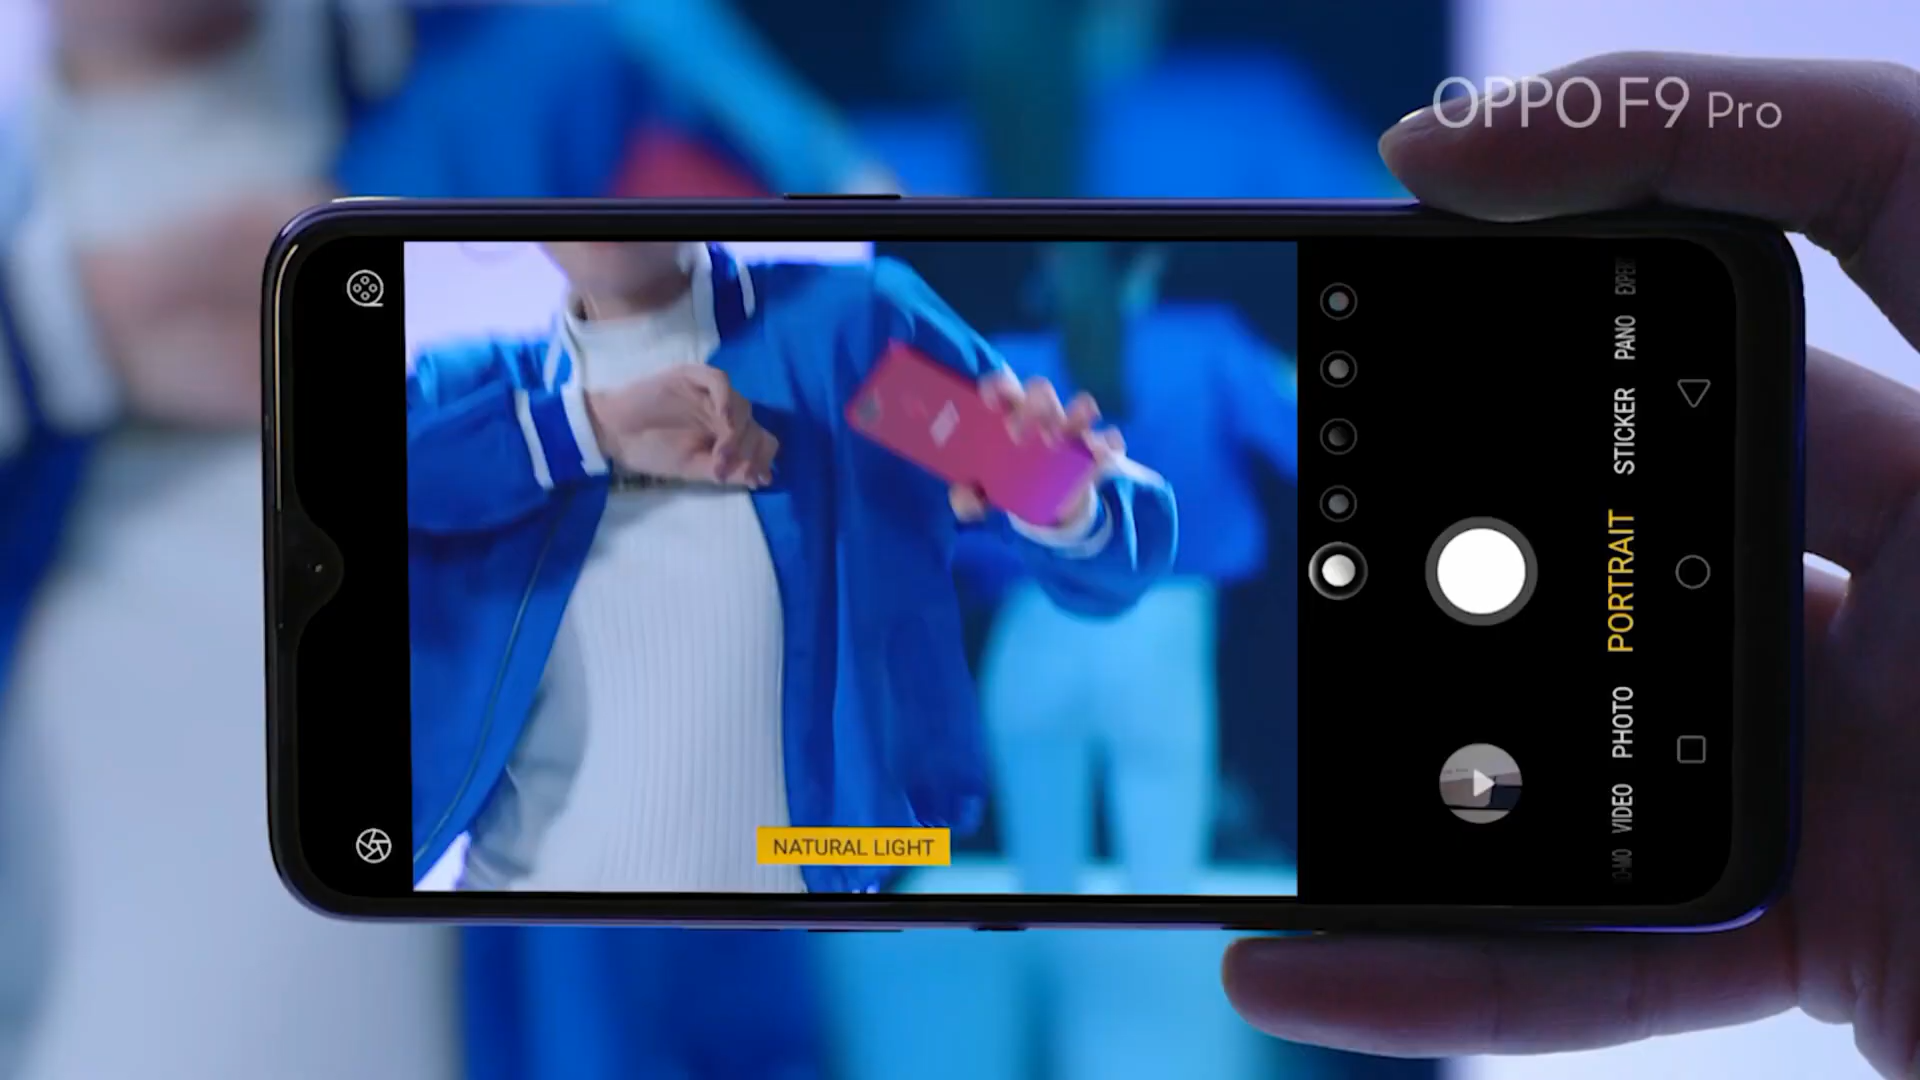 OPPO F9 Pro
PANO
STICKER
PORTRAIT
PHOTO
VIDEO
NATURAL LIGHT